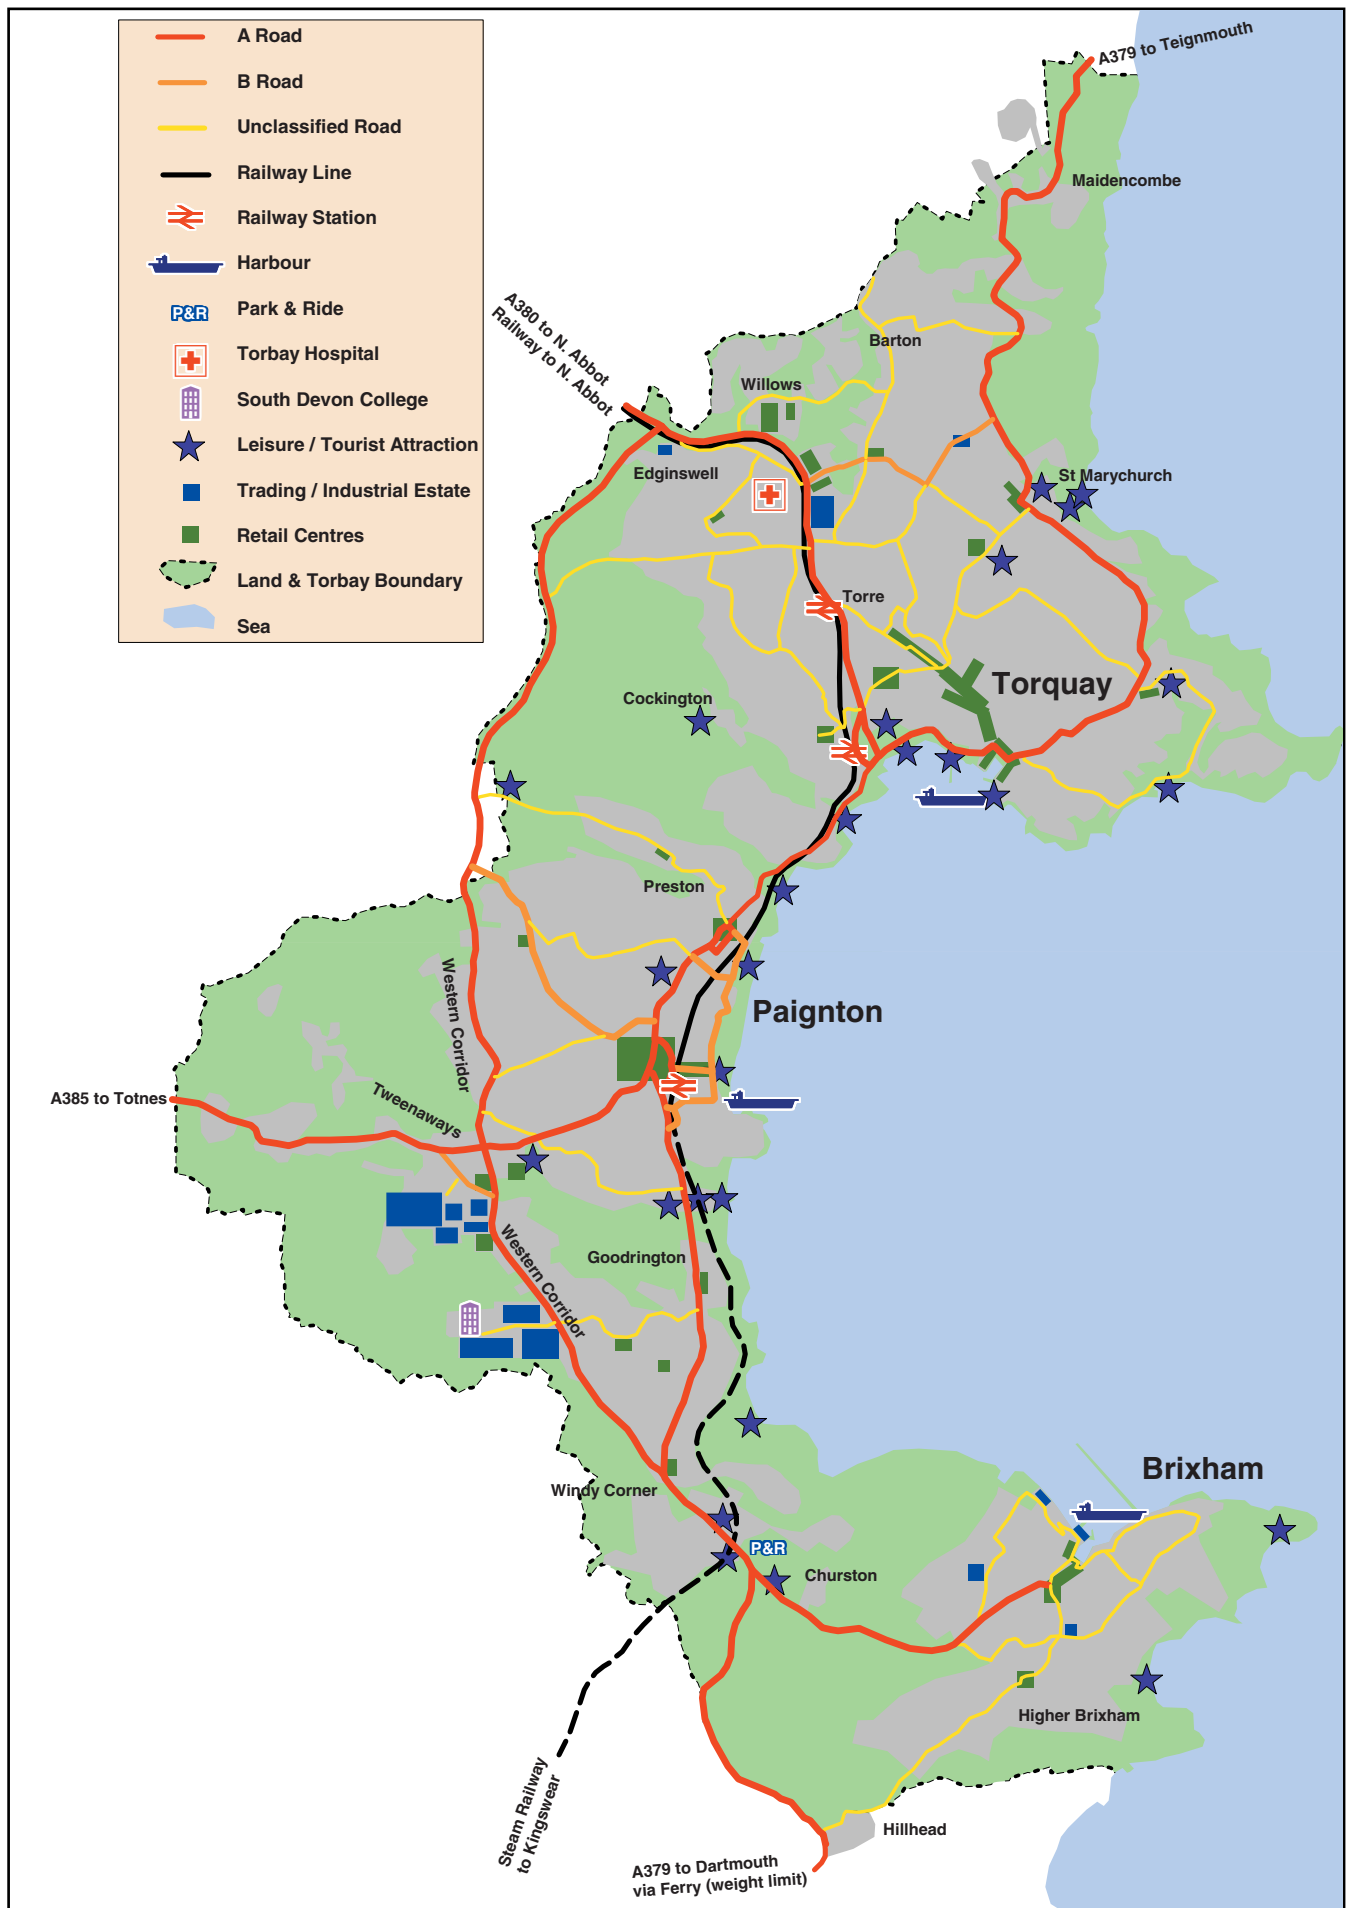 A Road
B Road
Unclassified Road
Railway Line
Railway Station
Harbour
P&R
Park & Ride
Torbay Hospital
South Devon College
Leisure / Tourist Attraction
Trading / Industrial Estate
Retail Centres
Land & Torbay Boundary
Sea
A379 to Teignmouth
Maidencombe
A380 to N. Abbot
Railway to N. Abbot
Barton
Willows
Edginswell
St Marychurch
Torre
Torquay
Cockington
Preston
Western Corridor
Paignton
A385 to Totnes
Tweenaways
Western Corridor
Goodrington
Windy Corner
Brixham
P&R
Churston
Higher Brixham
Steam Railway
to Kingswear
Hillhead
A379 to Dartmouth
via Ferry (weight limit)